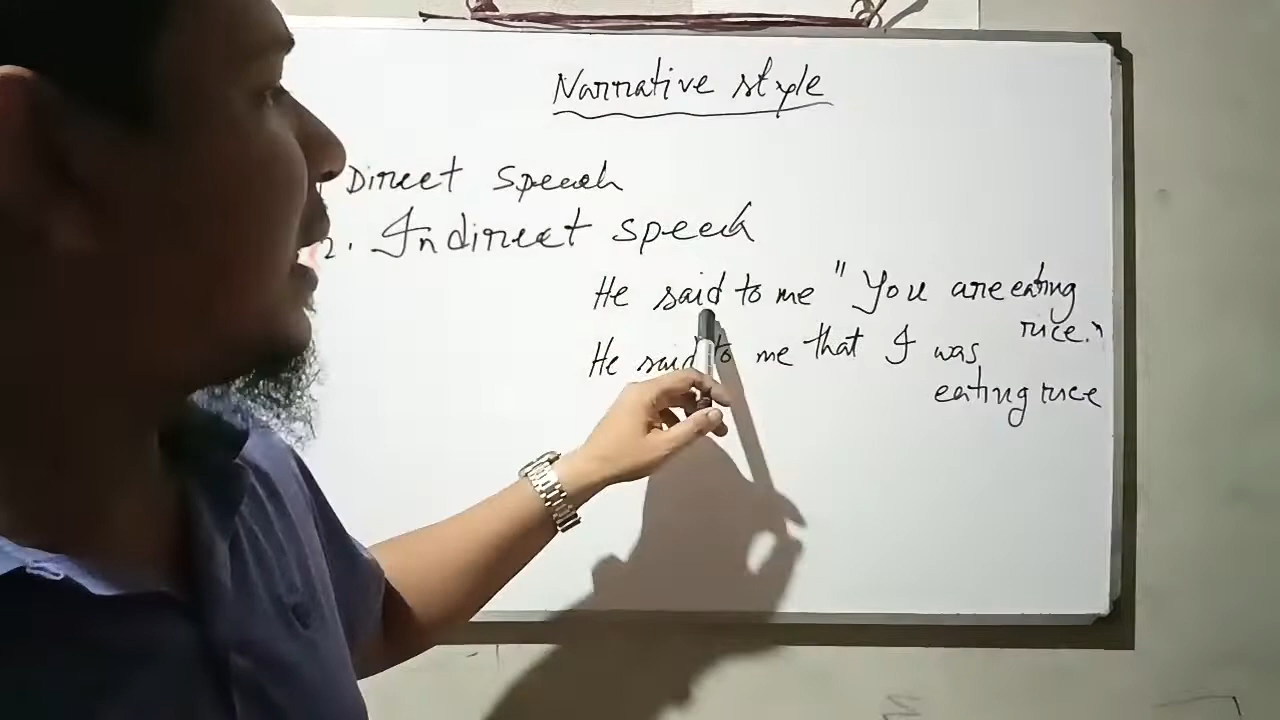 Narrative style
Direct speech
2. Indirect speech
He said to me " You are eating
rice."
He said to me that I was
eating rice